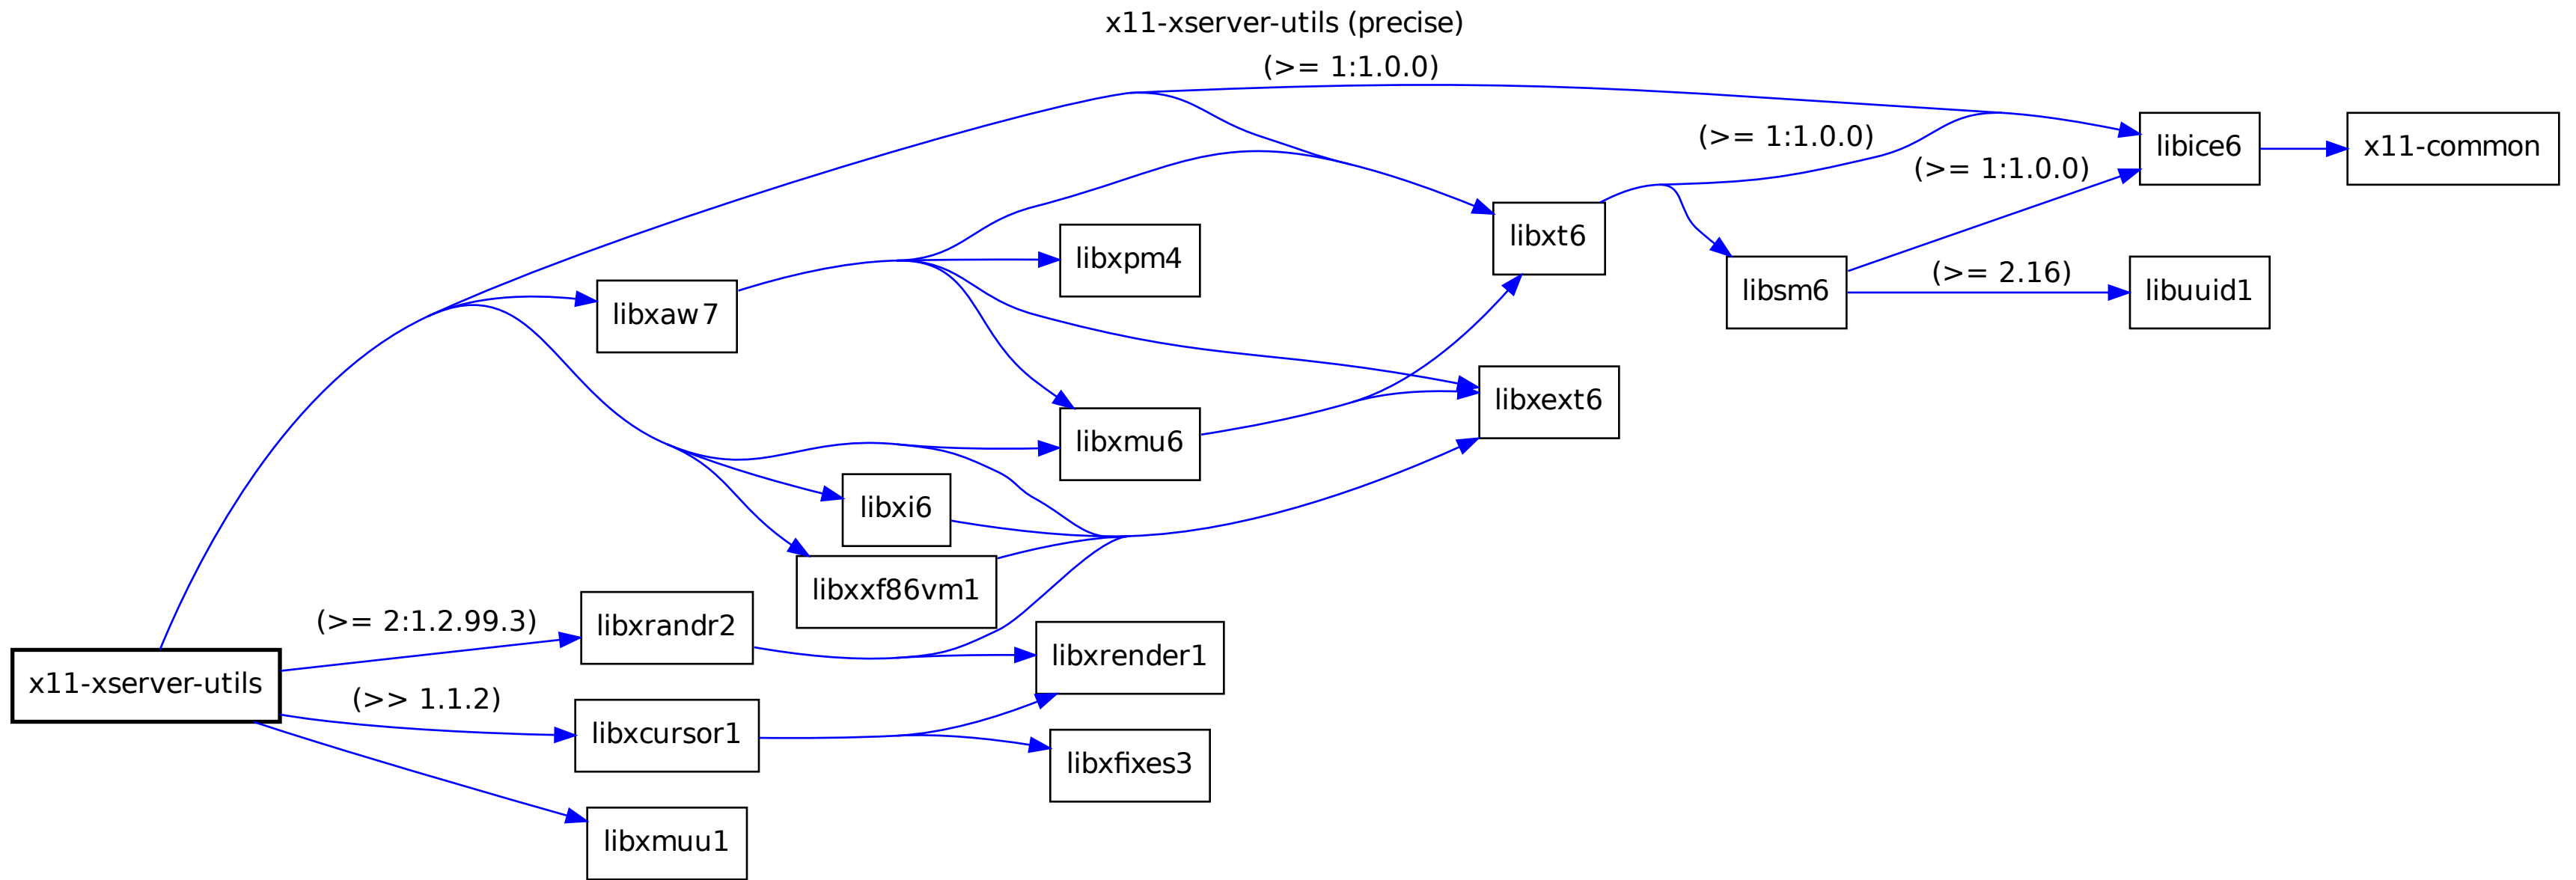 x11-xserver-utils (precise)
(>= 1:1.0.0)
(>= 1:1.0.0)
libice6
x11-common
(>= 1:1.0.0)
libxt6
libxpm4
libsm6
(>= 2.16)
libuuid1
libxaw7
libxext6
libxmu6
libxi6
libxxf86vm1
(>= 2:1.2.99.3)
libxrandr2
libxrender1
x11-xserver-utils
(>> 1.1.2)
libxcursor1
libxfixes3
libxmuu1